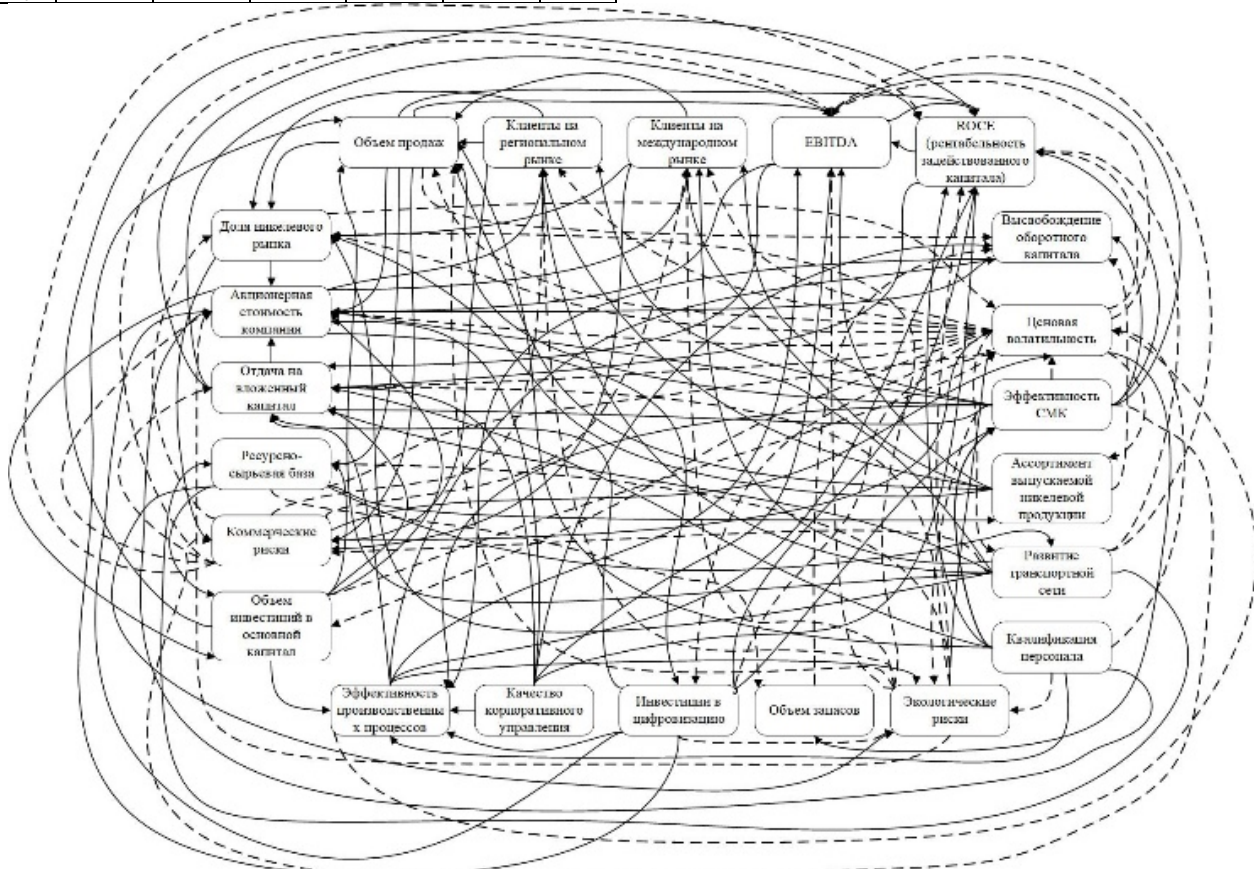 Объем продаж
Клиенты на
региональном
рынке
Клиенты на
международном
рынке
EBITDA
ROCE
(рентабельность
задействованного
капитала)
Доля никелевого
рынка
Высвобождение
оборотного
капитала
Акционерная
стоимость
компании
Ценовая
волатильность
Отдача на
вложенный
капитал
Эффективность
СМК
Ресурсно-
сырьевая база
Ассортимент
выпускаемой
никелевой
продукции
Коммерческие
риски
Развитие
транспортной
сети
Объем
инвестиций в
основной
капитал
Квалификация
персонала
Эффективность
производственны
х процессов
Качество
корпоративного
управления
Инвестиции в
цифровизацию
Объем запасов
Экологические
риски